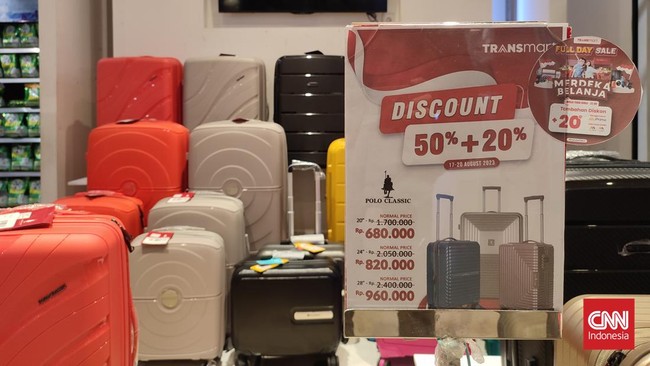 TRANSmart
DISCOUNT
50%+20%
17-20 AUGUST 2023
POLO CLASSIC
NORMAL PRICE
20" - Rp. 1.700.000
Rp. 680.000
NORMAL PRICE
24" - Rp. 2.050.000
Rp. 820.000
NORMAL PRICE
28" - Rp. 2.400.000
Rp. 960.000
FULL DAY SALE
MERDEKA
BELANJA
Tambahan Diskon
+20%
CNN
Indonesia